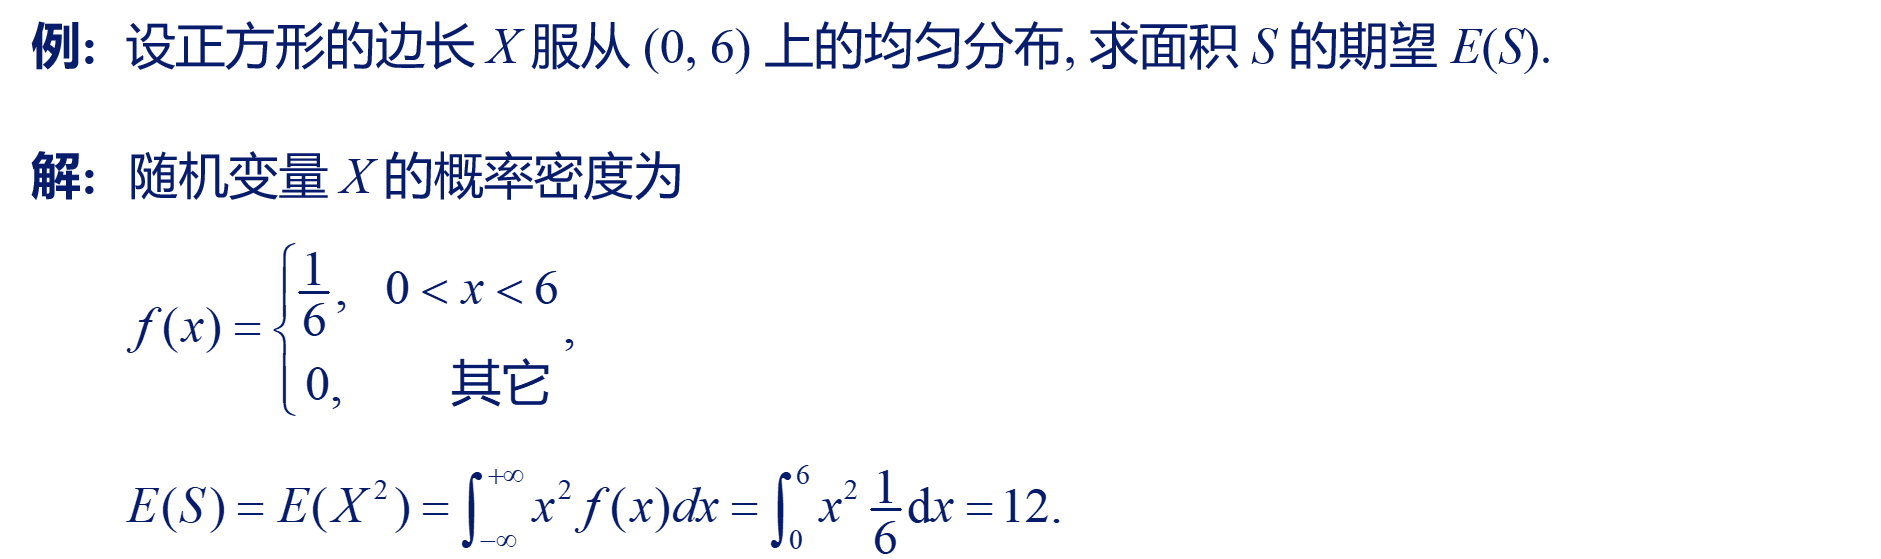 例: 设正方形的边长 X 服从 (0, 6) 上的均匀分布, 求面积 S 的期望 E(S).
解: 随机变量 X 的概率密度为
f(x) = { 1/6, 0 < x < 6
0, 其它 ,
E(S) = E(X²) = ∫_{-∞}^{+∞} x² f(x)dx = ∫_0^6 x² 1/6 dx = 12.